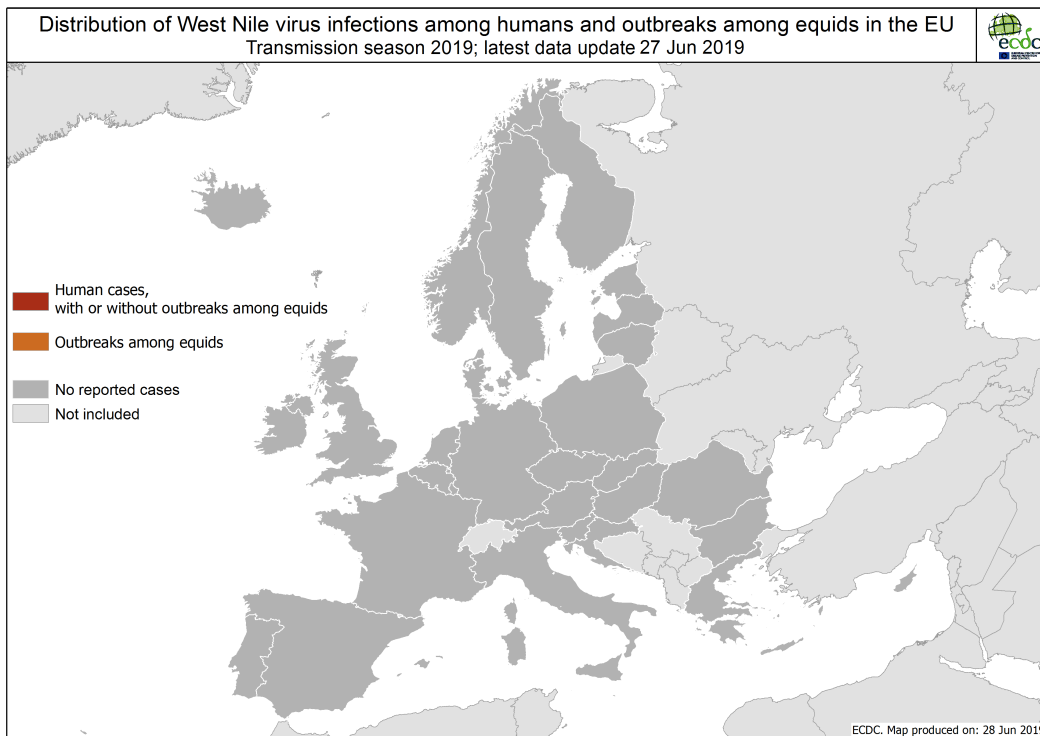 Distribution of West Nile virus infections among humans and outbreaks among equids in the EU
Transmission season 2019; latest data update 27 Jun 2019
ecdc
Human cases,
with or without outbreaks among equids
Outbreaks among equids
No reported cases
Not included
ECDC. Map produced on: 28 Jun 2019